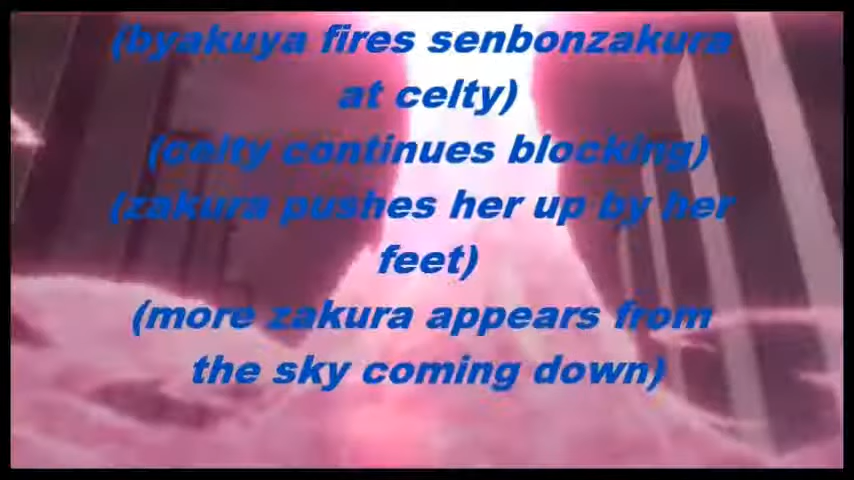 (byakuya fires senbonzakura
at celty)
(celty continues blocking)
(zakura pushes her up by her
feet)
(more zakura appears from
the sky coming down)